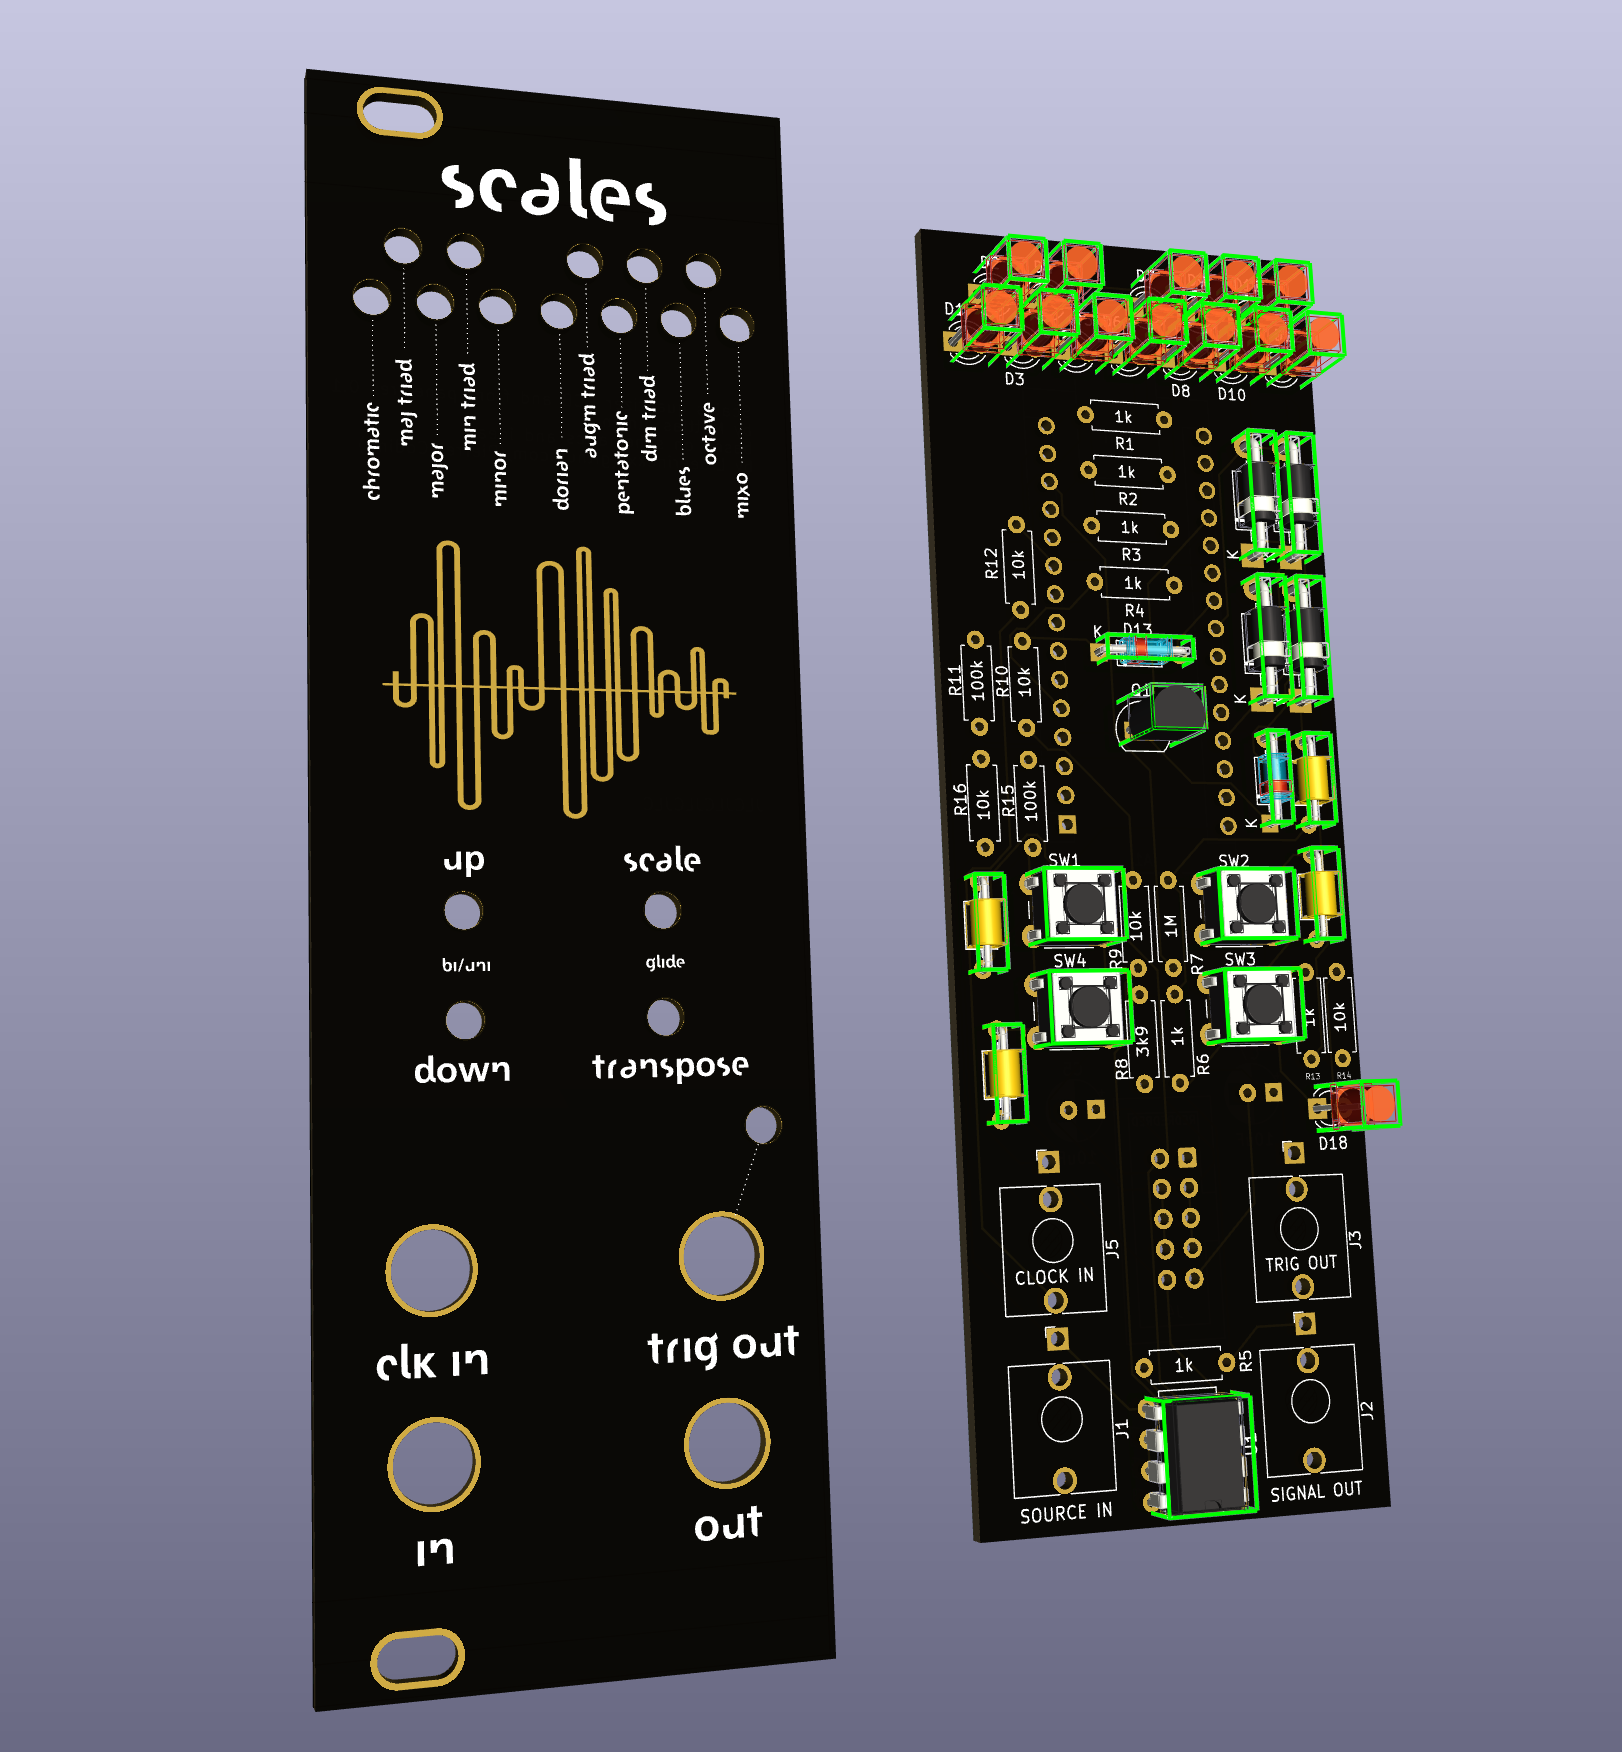 scales
chromatic
maj triad
major
min triad
minor
dorian
augm triad
pentatonic
dim triad
blues
octave
mixo
up
scale
bi/uni
glide
down
transpose
clk in
trig out
in
out
D3
D8
D10
1k
R1
1k
R2
1k
R3
1k
R4
R12
10k
K
D13
K
R11
100k
R10
10k
K
R16
10k
R15
100k
K
SW1
SW2
R9
10k
1M
R7
SW4
SW3
R8
3k9
1k
R6
1k
10k
R13
R14
D18
J5
CLOCK IN
J3
TRIG OUT
1k
R5
J1
SOURCE IN
U1
J2
SIGNAL OUT